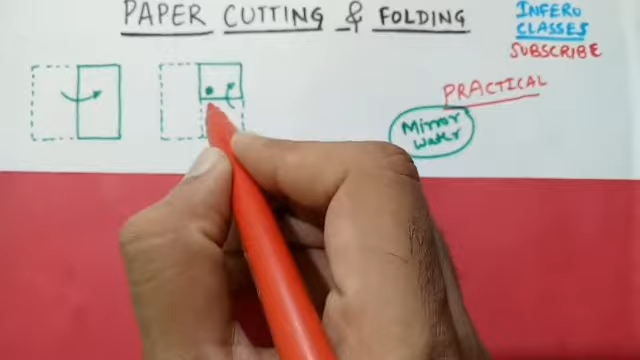 PAPER CUTTING & FOLDING
INFERO
CLASSES
SUBSCRIBE
PRACTICAL
Mirror
Water